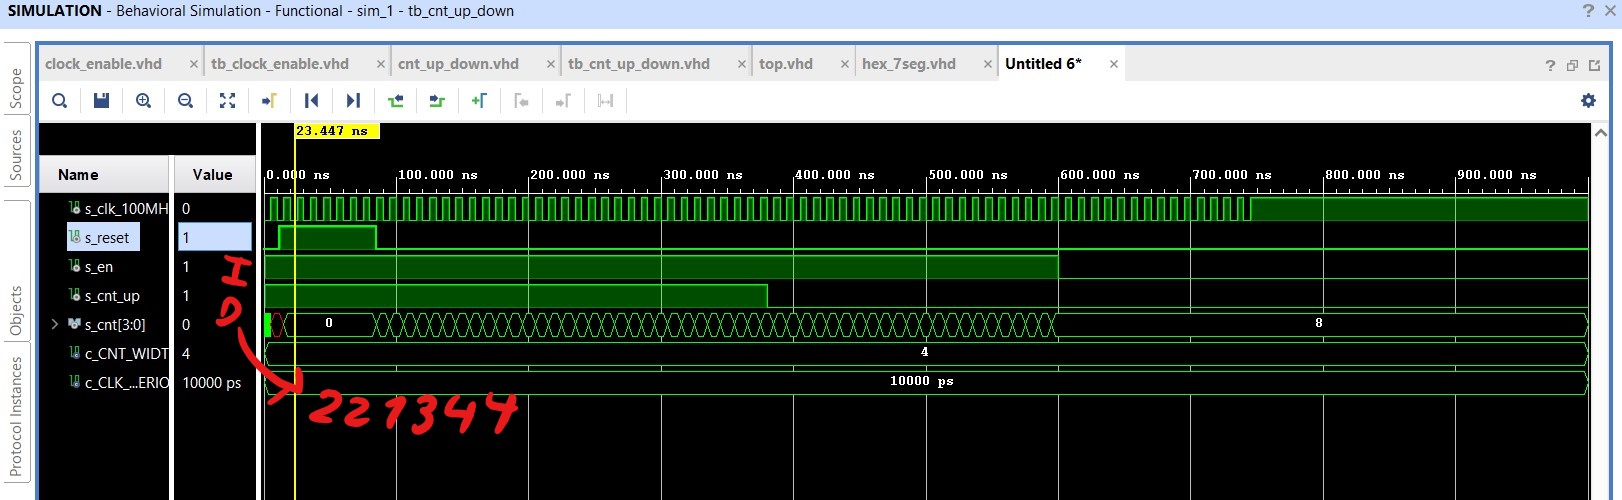 SIMULATION - Behavioral Simulation - Functional - sim_1 - tb_cnt_up_down
Scope
Sources
Objects
Protocol Instances
clock_enable.vhd × tb_clock_enable.vhd × cnt_up_down.vhd × tb_cnt_up_down.vhd × top.vhd × hex_7seg.vhd × Untitled 6* ×
23.447 ns
Name Value
0.000 ns 100.000 ns 200.000 ns 300.000 ns 400.000 ns 500.000 ns 600.000 ns 700.000 ns 800.000 ns 900.000 ns
s_clk_100MH 0
s_reset 1
s_en 1
s_cnt_up 1
s_cnt[3:0] 0 0 8
c_CNT_WIDT 4 4
c_CLK_...ERIO 10000 ps 10000 ps
ID
221344